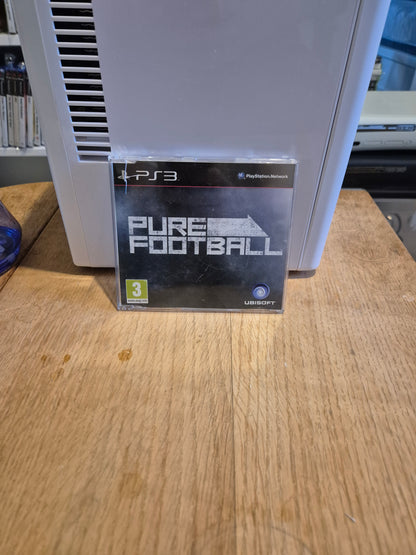 PS3
PlayStation Network
PURE
FOOTBALL
3
UBISOFT